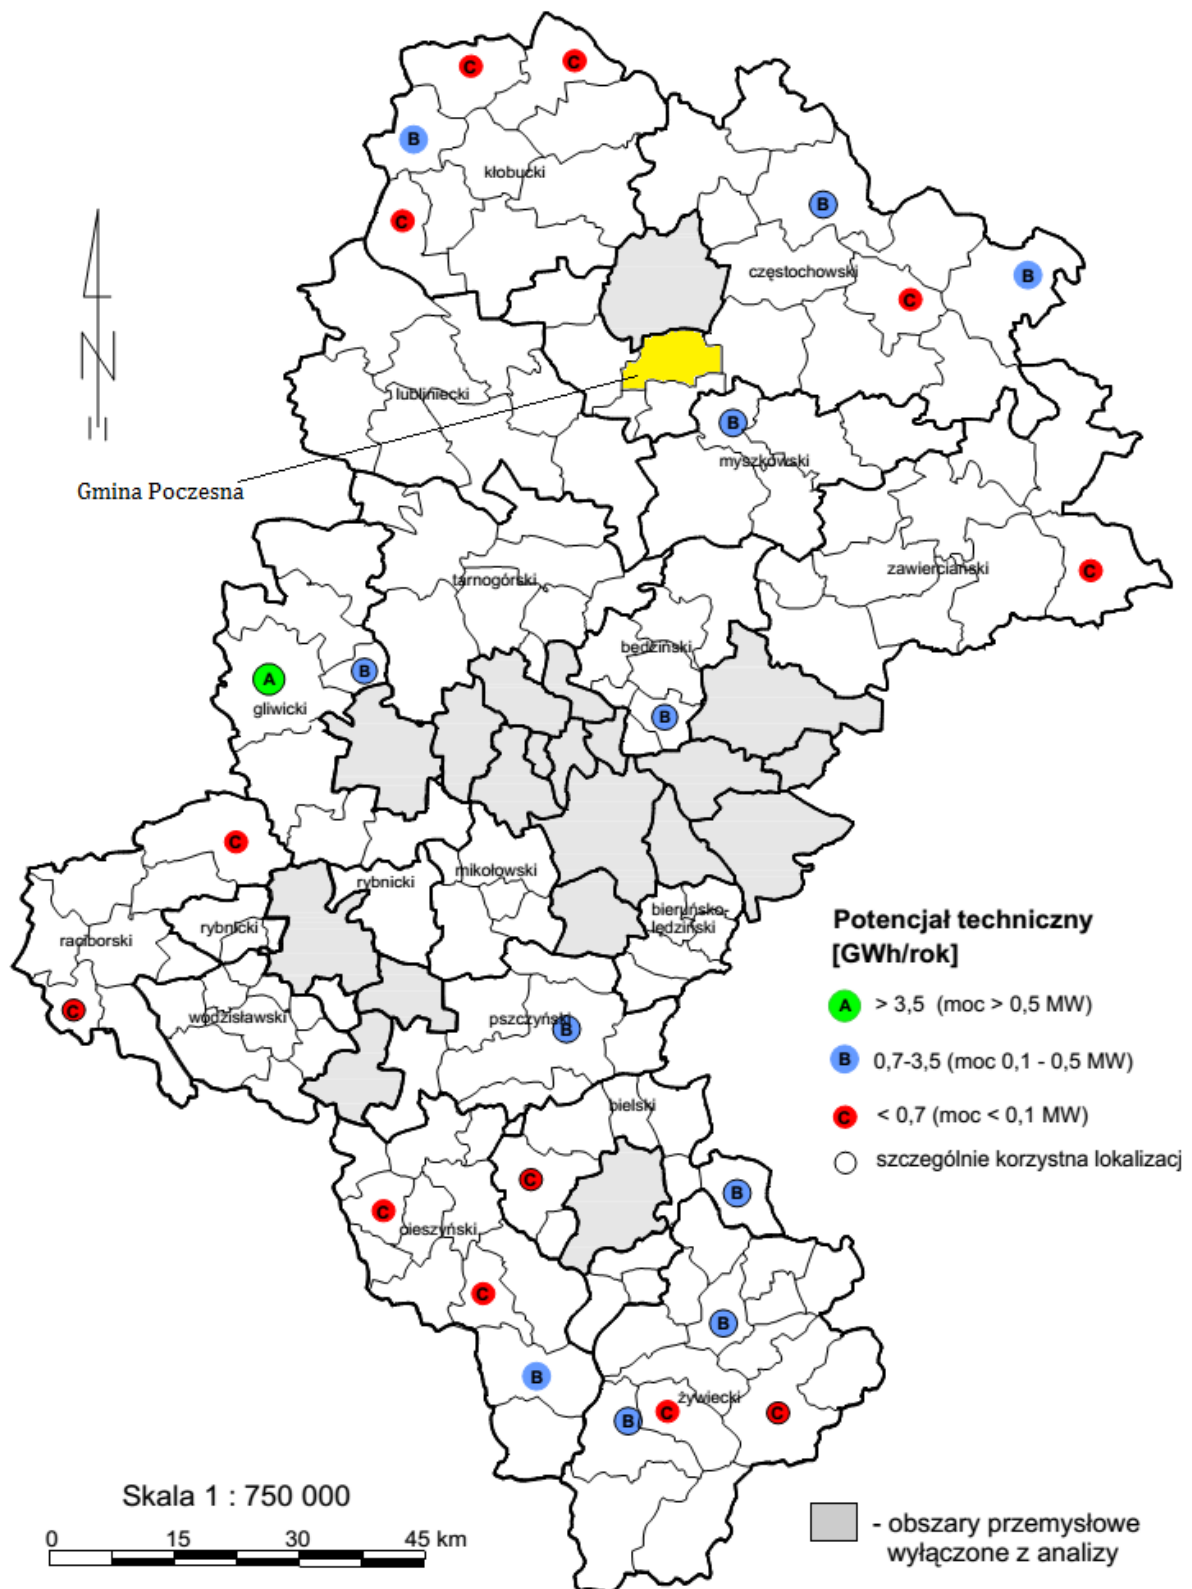 C
C
B
kłobucki
C
B
częstochowski
B
C
N
lubliniecki
B
myszkowski
Gmina Poczesna
tarnogórski
zawierciański
C
będziński
A
B
gliwicki
B
C
mikołowski
rybnicki
bieruńsko-
lędziński
rybnicki
raciborski
C
wodzisławski
pszczyński
B
bielski
C
B
C
cieszyński
C
B
B
żywiecki
B
C
C
Potencjał techniczny
[GWh/rok]
A > 3,5 (moc > 0,5 MW)
B 0,7-3,5 (moc 0,1 - 0,5 MW)
C < 0,7 (moc < 0,1 MW)
szczególnie korzystna lokalizacj
Skala 1 : 750 000
0 15 30 45 km
- obszary przemysłowe
wyłączone z analizy